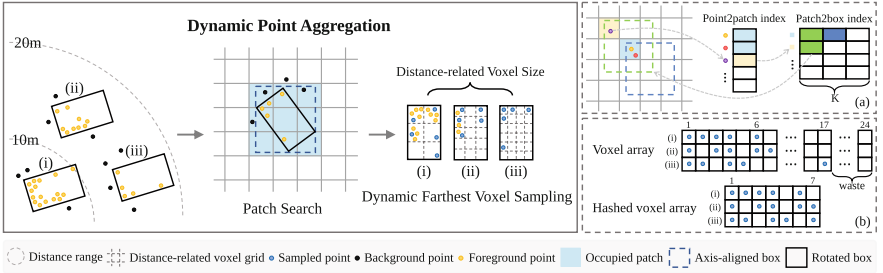 Dynamic Point Aggregation
20m
(ii)
10m
(i)
(iii)
Patch Search
Distance-related Voxel Size
(i) (ii) (iii)
Dynamic Farthest Voxel Sampling
Point2patch index Patch2box index
K
(a)
Voxel array
1 6 17 24
(i)
(ii)
(iii)
... ... 
... ...
... ...
waste
Hashed voxel array
1 7
(i)
(ii)
(iii)
(b)
Distance range Distance-related voxel grid Sampled point Background point Foreground point Occupied patch Axis-aligned box Rotated box